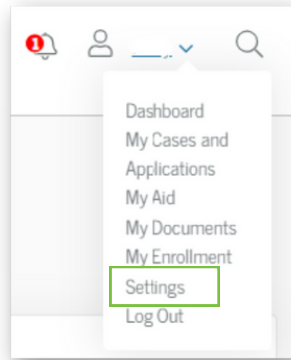 1
Dashboard
My Cases and
Applications
My Aid
My Documents
My Enrollment
Settings
Log Out